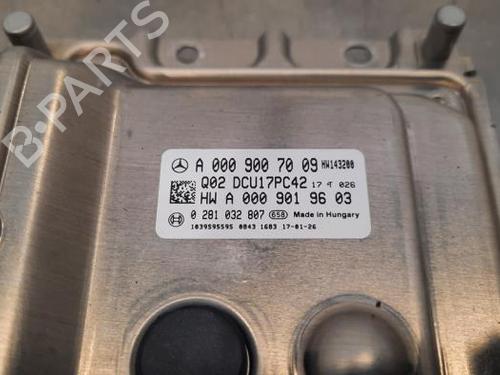 B-PARTS
A 000 900 70 09 HW143200
Q02 DCU17PC42 17 T 026
HW A 000 901 96 03
0 281 032 807 658 Made in Hungary
1039S95595 0843 1683 17-01-26